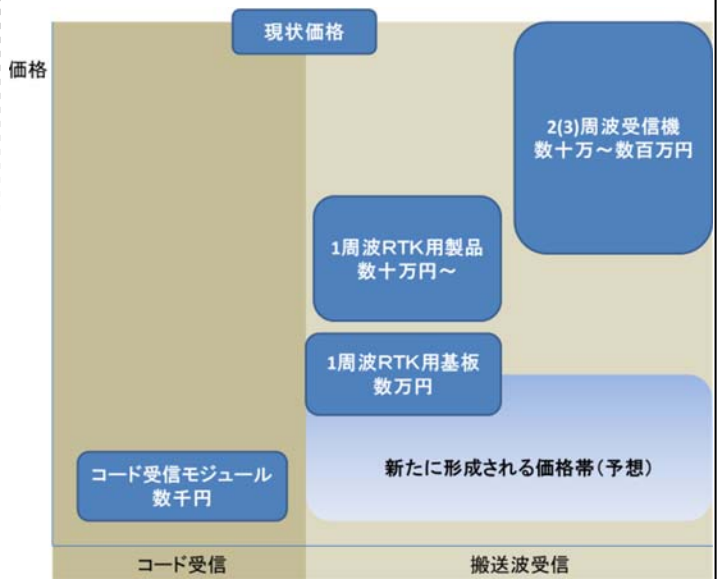 現状価格
価格
2(3)周波受信機
数十万～数百万円
1周波RTK用製品
数十万円～
1周波RTK用基板
数万円
新たに形成される価格帯(予想)
コード受信モジュール
数千円
コード受信
搬送波受信